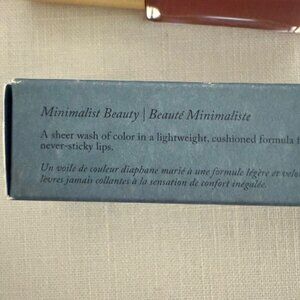 Minimalist Beauty | Beauté Minimaliste
A sheer wash of color in a lightweight, cushioned formula
never-sticky lips.
Un voile de couleur diaphane marié à une formule légère et
lèvres jamais collantes à la sensation de confort inégalée.